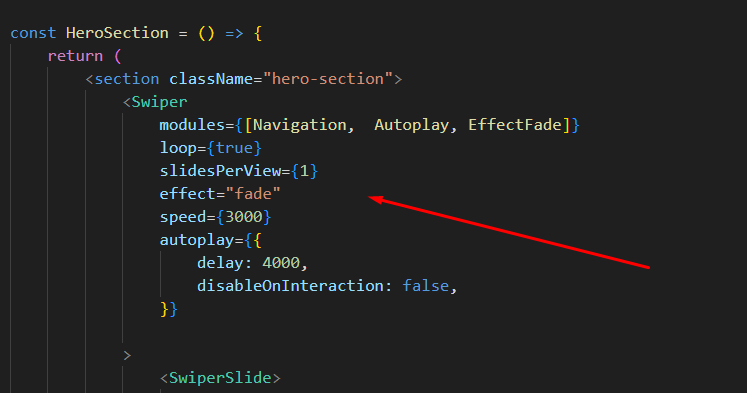 const HeroSection = () => {
return (
<section className="hero-section">
<Swiper
modules={[Navigation,  Autoplay, EffectFade]}
loop={true}
slidesPerView={1}
effect="fade"
speed={3000}
autoplay={{
delay: 4000,
disableOnInteraction: false,
}}
>
<SwiperSlide>